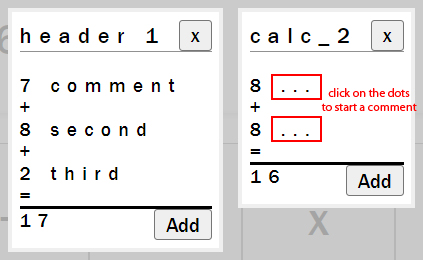 header 1 x
7 comment
+
8 second
+
2 third
=
17
Add
calc_2 x
8 ...
+
8 ...
=
16
Add
click on the dots
to start a comment
X